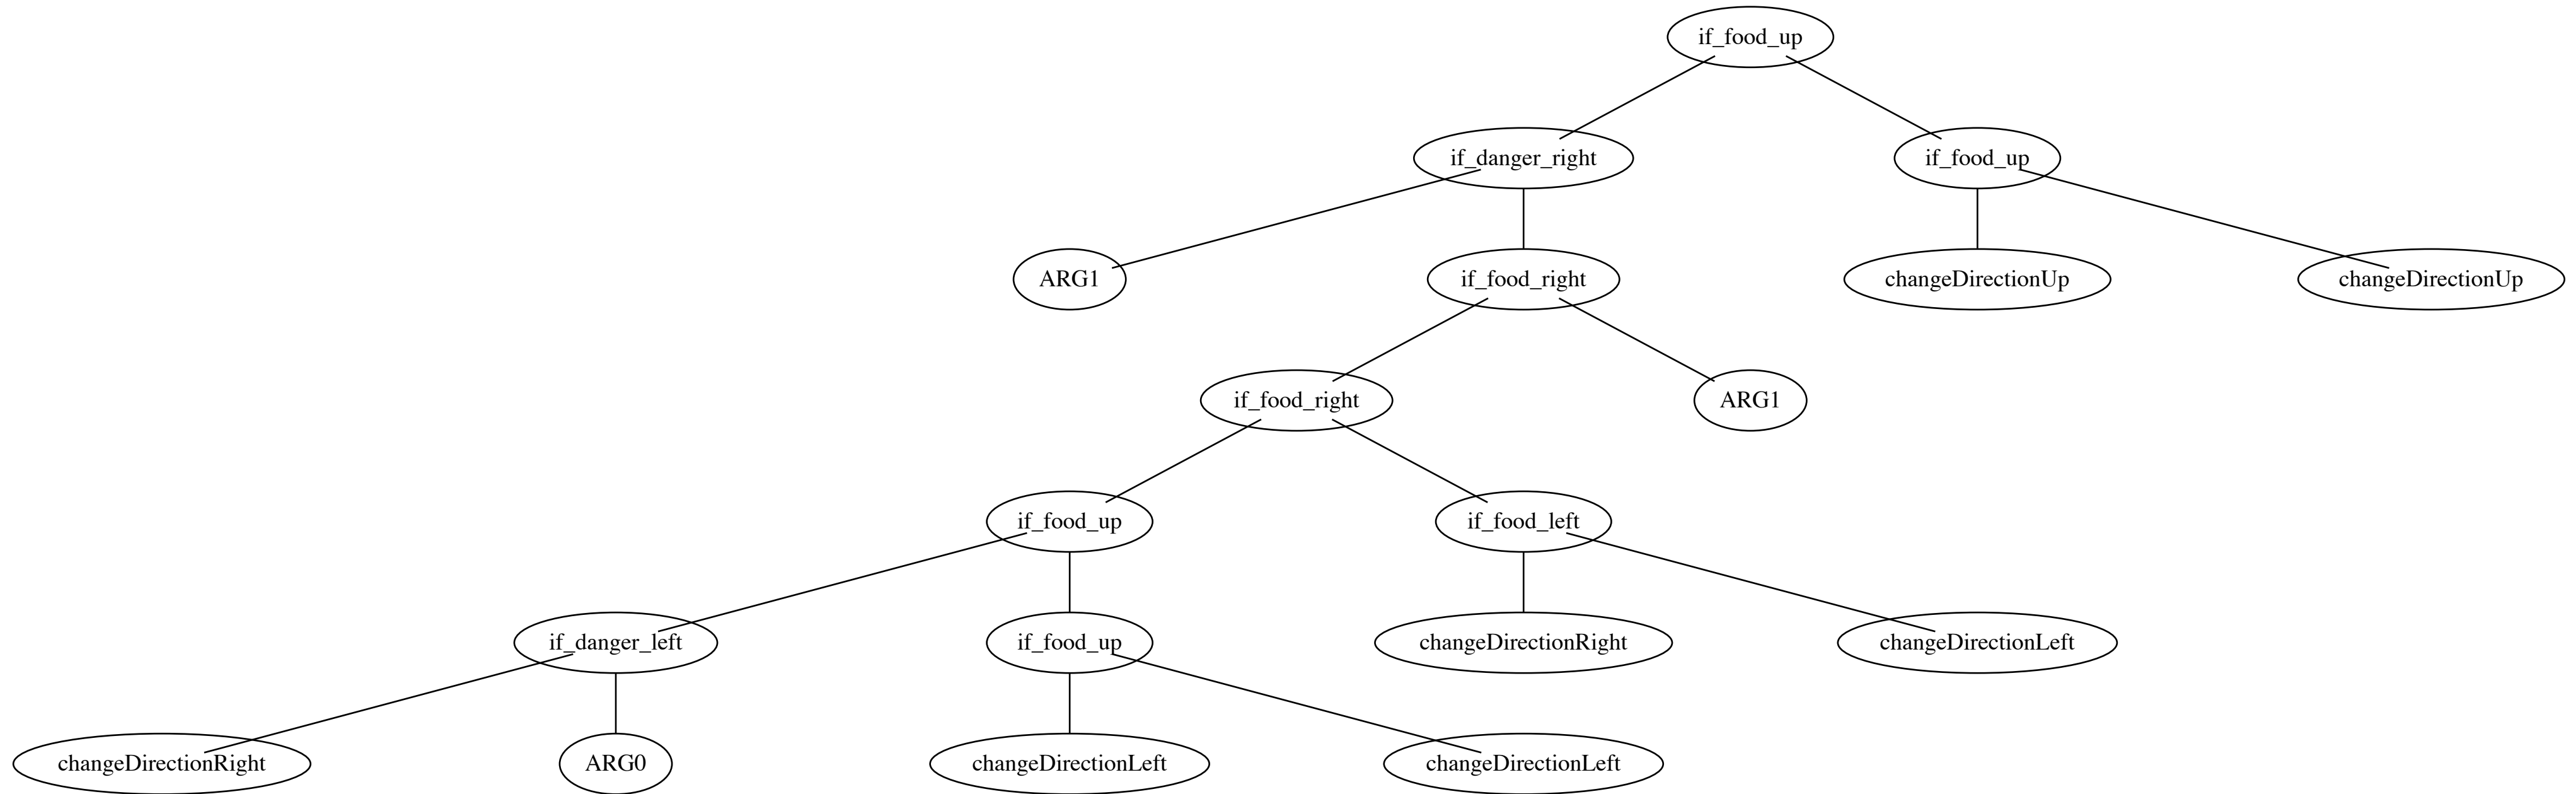 if_food_up
if_danger_right
if_food_up
ARG1
if_food_right
changeDirectionUp
changeDirectionUp
if_food_right
ARG1
if_food_up
if_food_left
if_danger_left
if_food_up
changeDirectionRight
changeDirectionLeft
changeDirectionRight
ARG0
changeDirectionLeft
changeDirectionLeft